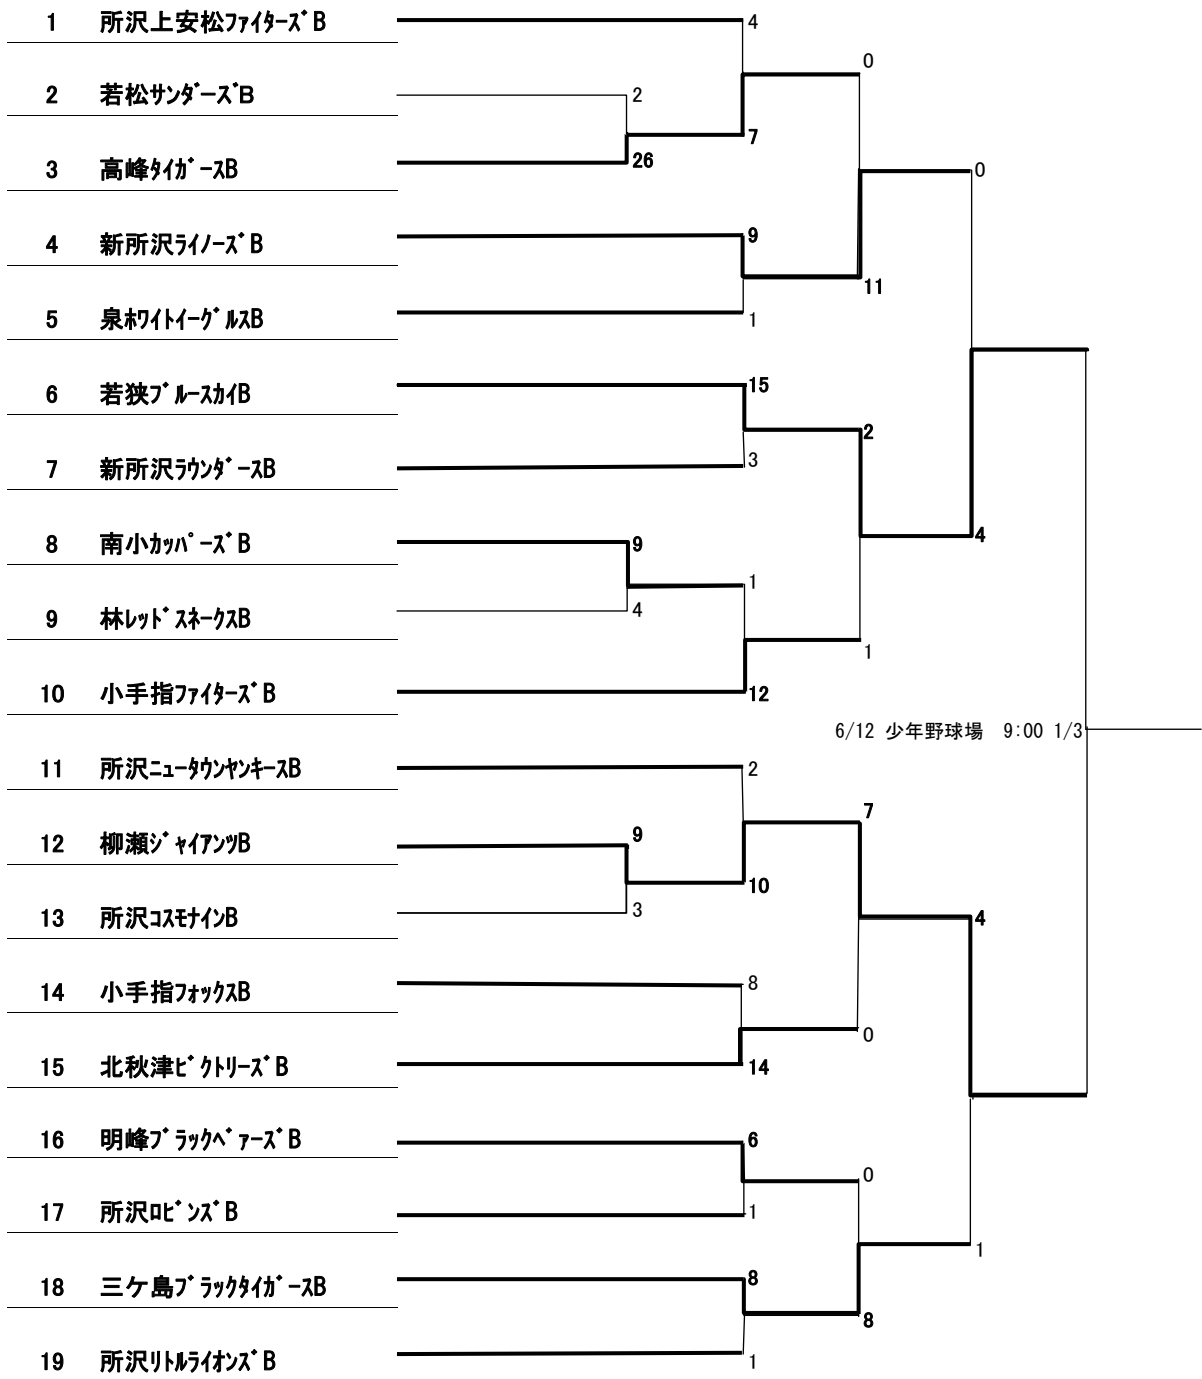 1 所沢上安松ﾌｧｲﾀｰｽﾞB
4
0
2 若松ｻﾝﾀﾞｰｽﾞB
2
7
26
3 高峰ﾀｲｶﾞｰｽB
0
4 新所沢ﾗｲﾉｰｽﾞB
9
11
5 泉ﾎﾜｲﾄｲｰｸﾞﾙｽB
1
6 若狭ﾌﾞﾙｰｽｶｲB
15
2
7 新所沢ﾗｳﾝﾀﾞｰｽB
3
8 南小ｶｯﾊﾟｰｽﾞB
9
4
1
9 林ﾚｯﾄﾞｽﾈｰｸｽB
4
1
10 小手指ﾌｧｲﾀｰｽﾞB
12
6/12 少年野球場 9:00 1/3
11 所沢ﾆｭｰﾀｳﾝﾔﾝｷｰｽB
2
7
12 柳瀬ｼﾞｬｲｱﾝﾂB
9
10
13 所沢ｺｽﾓﾅｲﾝB
3
4
14 小手指ﾌｫｯｸｽB
8
0
15 北秋津ﾋﾞｸﾄﾘｰｽﾞB
14
16 明峰ﾌﾞﾗｯｸﾍﾞｧｰｽﾞB
6
0
17 所沢ﾛﾋﾞﾝｽﾞB
1
1
18 三ケ島ﾌﾞﾗｯｸﾀｲｶﾞｰｽB
8
8
19 所沢ﾘﾄﾙﾗｲｵﾝｽﾞB
1